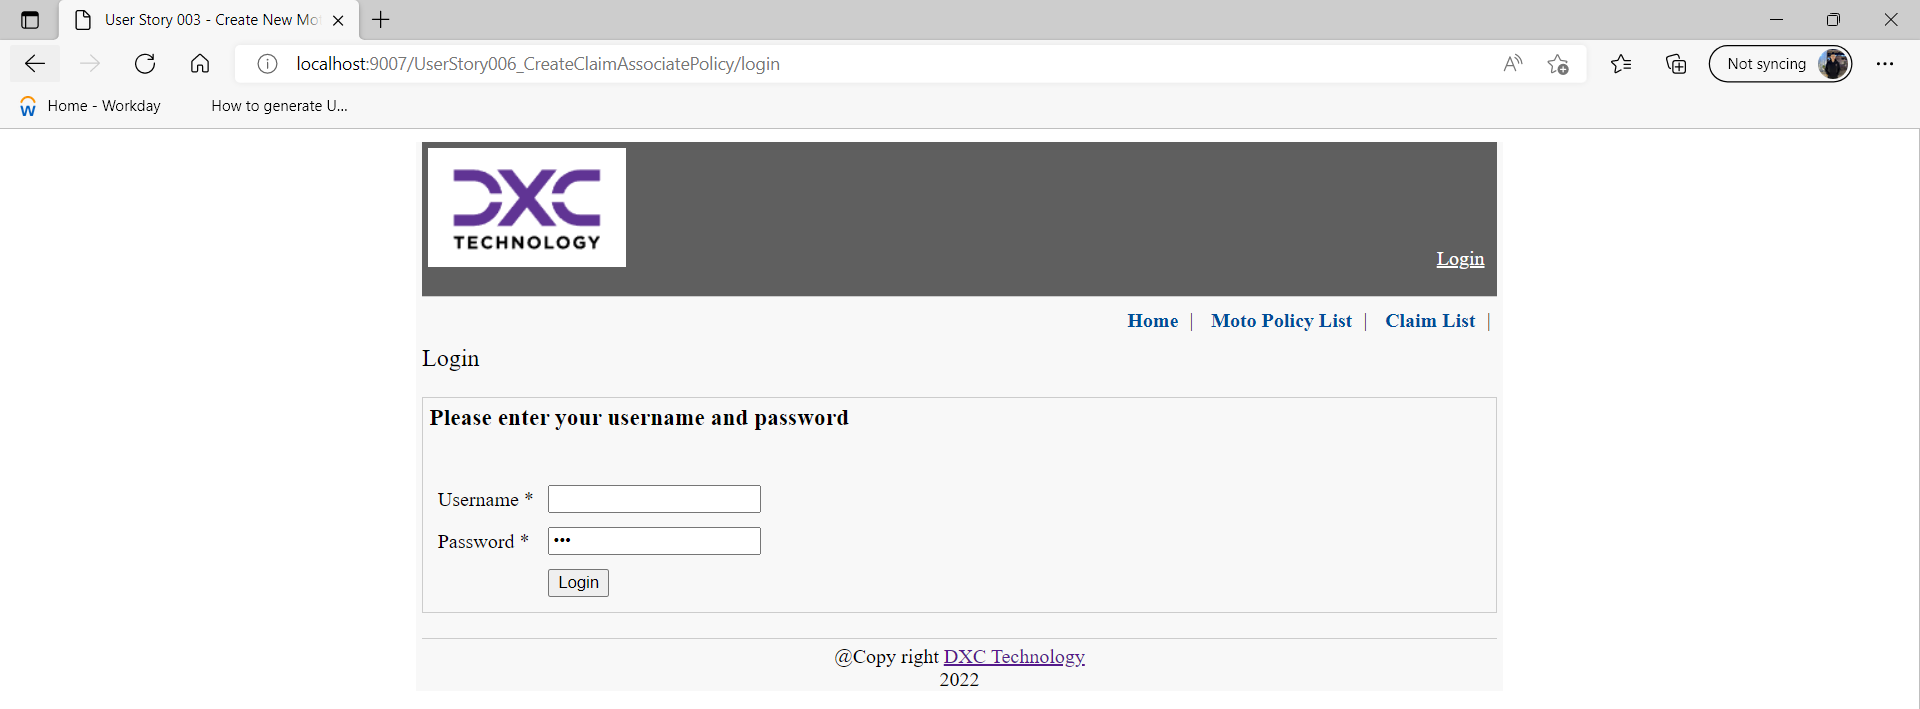 User Story 003 - Create New Mo
localhost:9007/UserStory006_CreateClaimAssociatePolicy/login
Not syncing
Home - Workday
How to generate U...
DXC
TECHNOLOGY
Login
Home | Moto Policy List | Claim List |
Login
Please enter your username and password
Username *
Password * •••
Login
@Copy right DXC Technology
2022